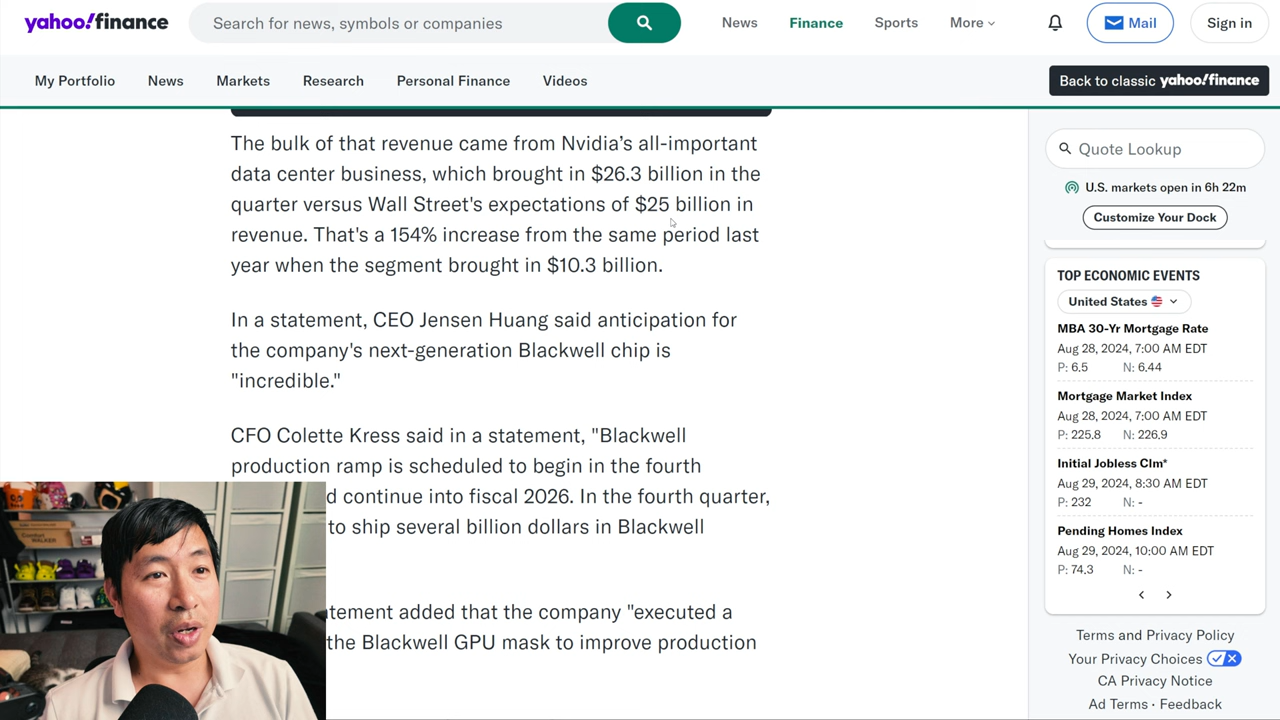 yahoo!finance
Search for news, symbols or companies
News
Finance
Sports
More
Mail
Sign in
My Portfolio
News
Markets
Research
Personal Finance
Videos
Back to classic yahoo!finance
The bulk of that revenue came from Nvidia's all-important
data center business, which brought in $26.3 billion in the
quarter versus Wall Street's expectations of $25 billion in
revenue. That's a 154% increase from the same period last
year when the segment brought in $10.3 billion.
In a statement, CEO Jensen Huang said anticipation for
the company's next-generation Blackwell chip is
"incredible."
CFO Colette Kress said in a statement, "Blackwell
production ramp is scheduled to begin in the fourth
d continue into fiscal 2026. In the fourth quarter,
to ship several billion dollars in Blackwell
atement added that the company "executed a
the Blackwell GPU mask to improve production
Comfort
WALKER
Quote Lookup
U.S. markets open in 6h 22m
Customize Your Dock
TOP ECONOMIC EVENTS
United States
MBA 30-Yr Mortgage Rate
Aug 28, 2024, 7:00 AM EDT
P: 6.5 N: 6.44
Mortgage Market Index
Aug 28, 2024, 7:00 AM EDT
P: 225.8 N: 226.9
Initial Jobless Clm*
Aug 29, 2024, 8:30 AM EDT
P: 232 N: -
Pending Homes Index
Aug 29, 2024, 10:00 AM EDT
P: 74.3 N: -
Terms and Privacy Policy
Your Privacy Choices
CA Privacy Notice
Ad Terms · Feedback